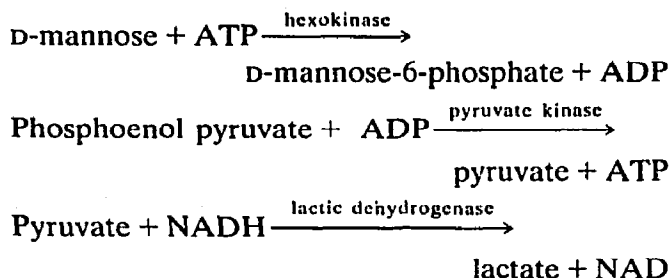 hexokinase
D-mannose + ATP ⟶
D-mannose-6-phosphate + ADP
pyruvate kinase
Phosphoenol pyruvate + ADP ⟶
pyruvate + ATP
lactic dehydrogenase
Pyruvate + NADH ⟶
lactate + NAD